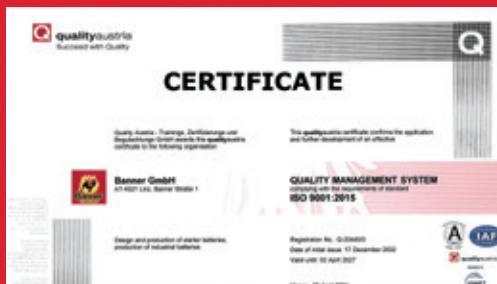 qualityaustria
Succeed with Quality
Q
CERTIFICATE
Quality Austria - Trainings, Zertifizierungs und
Begutachtungs GmbH awards this qualityaustria
certificate to the following organisation
This qualityaustria certificate confirms the application
and further development of an effective
Banner
Banner GmbH
AT-4021 Linz, Banner Straße 1
QUALITY MANAGEMENT SYSTEM
complying with the requirements of standard
ISO 9001:2015
Design and production of starter batteries,
production of industrial batteries
Registration No.
Date of initial issue: 17 December 2002
Valid until: 02 April 2027
A
IAF
qualityaustria